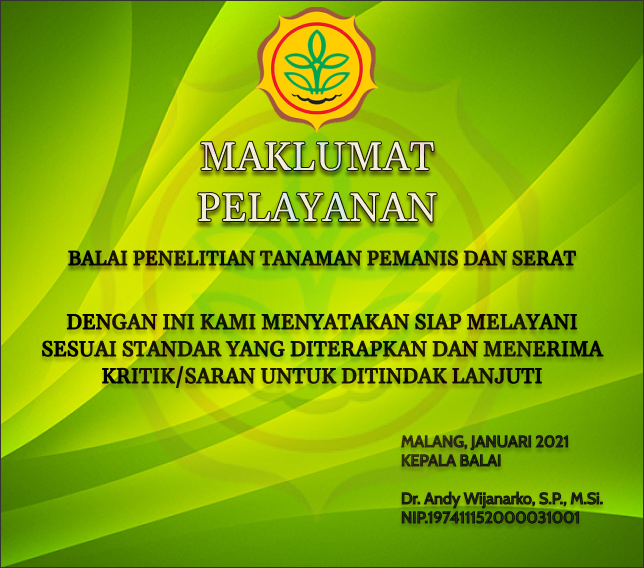 MAKLUMAT
PELAYANAN
BALAI PENELITIAN TANAMAN PEMANIS DAN SERAT
DENGAN INI KAMI MENYATAKAN SIAP MELAYANI
SESUAI STANDAR YANG DITERAPKAN DAN MENERIMA
KRITIK/SARAN UNTUK DITINDAK LANJUTI
MALANG, JANUARI 2021
KEPALA BALAI
Dr. Andy Wijanarko, S.P., M.Si.
NIP.197411152000031001